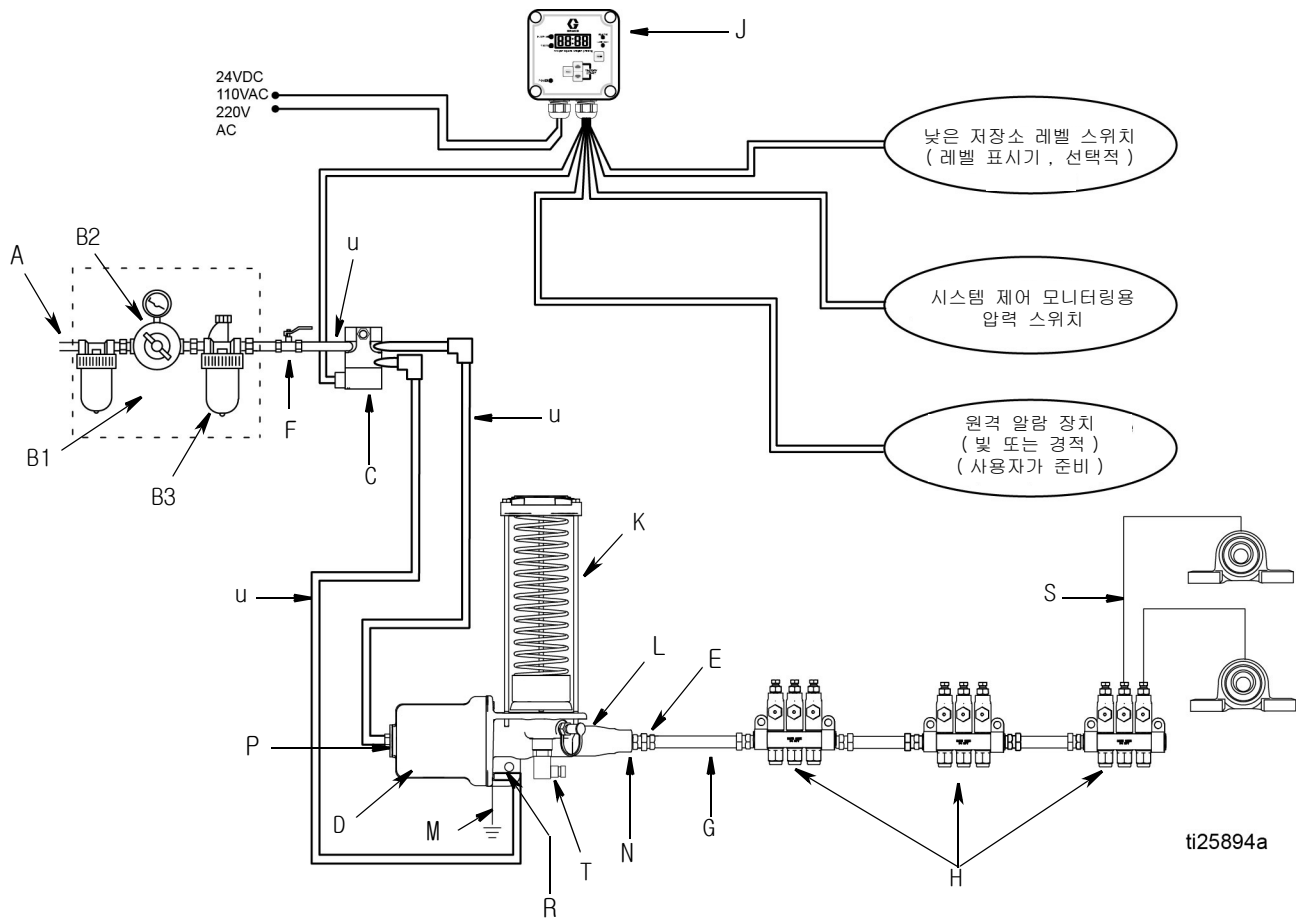 J
24VDC
110VAC
220V
AC
낮은 저장소 레벨 스위치
( 레벨 표시기 , 선택적 )
B2
u
A
시스템 제어 모니터링용
압력 스위치
F
u
원격 알람 장치
( 빛 또는 경적 )
( 사용자가 준비 )
B1
B3
C
K
u
S
L
E
P
D
M
T
N
G
H
R
ti25894a